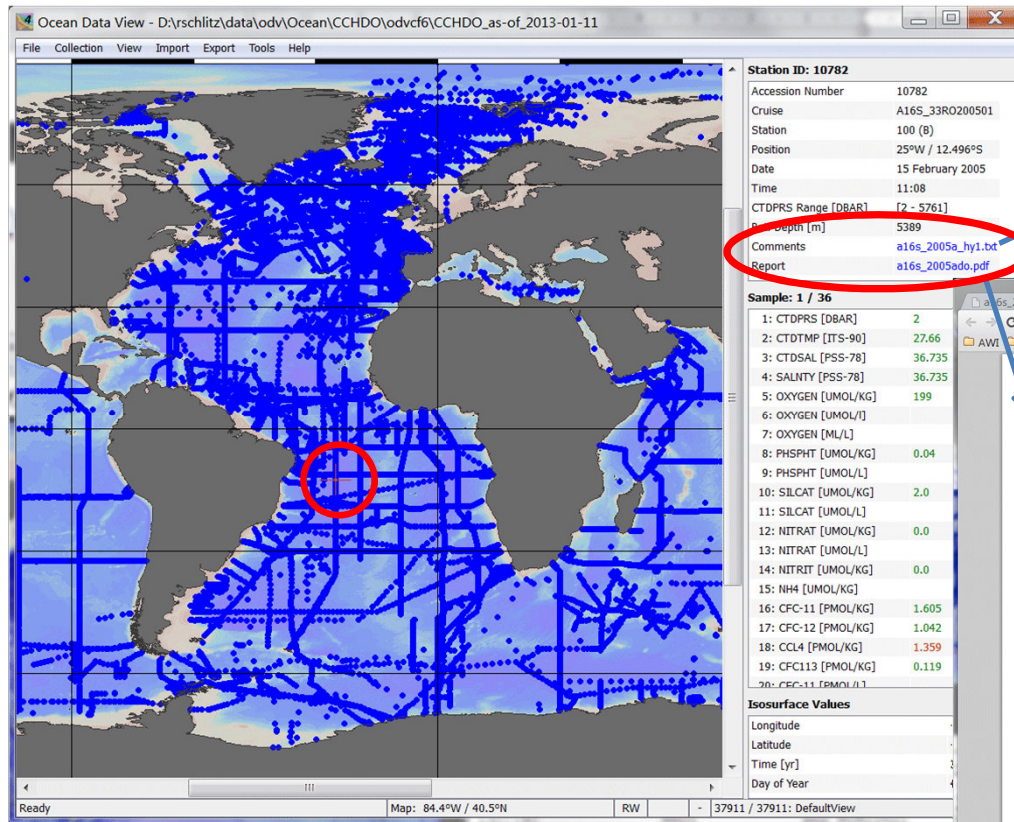 Ocean Data View - D:\rschlitz\data\odv\Ocean\CCHDO\odvcf6\CCHDO_as-of_2013-01-11
File Collection View Import Export Tools Help
Station ID: 10782
Accession Number 10782
Cruise A16S_33RO200501
Station 100 (B)
Position 25°W / 12.496°S
Date 15 February 2005
Time 11:08
CTDPRS Range [DBAR] [2 - 5761]
Depth [m] 5389
Comments a16s_2005a_hy1.txt
Report a16s_2005ado.pdf
Sample: 1 / 36
1: CTDPRS [DBAR] 2
2: CTDTMP [ITS-90] 27.66
3: CTDSAL [PSS-78] 36.735
4: SALNTY [PSS-78] 36.735
5: OXYGEN [UMOL/KG] 199
6: OXYGEN [UMOL/l]
7: OXYGEN [ML/L]
8: PHSPHT [UMOL/KG] 0.04
9: PHSPHT [UMOL/L]
10: SILCAT [UMOL/KG] 2.0
11: SILCAT [UMOL/L]
12: NITRAT [UMOL/KG] 0.0
13: NITRAT [UMOL/L]
14: NITRIT [UMOL/KG] 0.0
15: NH4 [UMOL/KG]
16: CFC-11 [PMOL/KG] 1.605
17: CFC-12 [PMOL/KG] 1.042
18: CCL4 [PMOL/KG] 1.359
19: CFC113 [PMOL/KG] 0.119
20: CFC-11 [PMOL/L]
Isosurface Values
Longitude
Latitude
Time [yr]
Day of Year
AWI
Ready
Map: 84.4°W / 40.5°N
RW
-
37911 / 37911: DefaultView